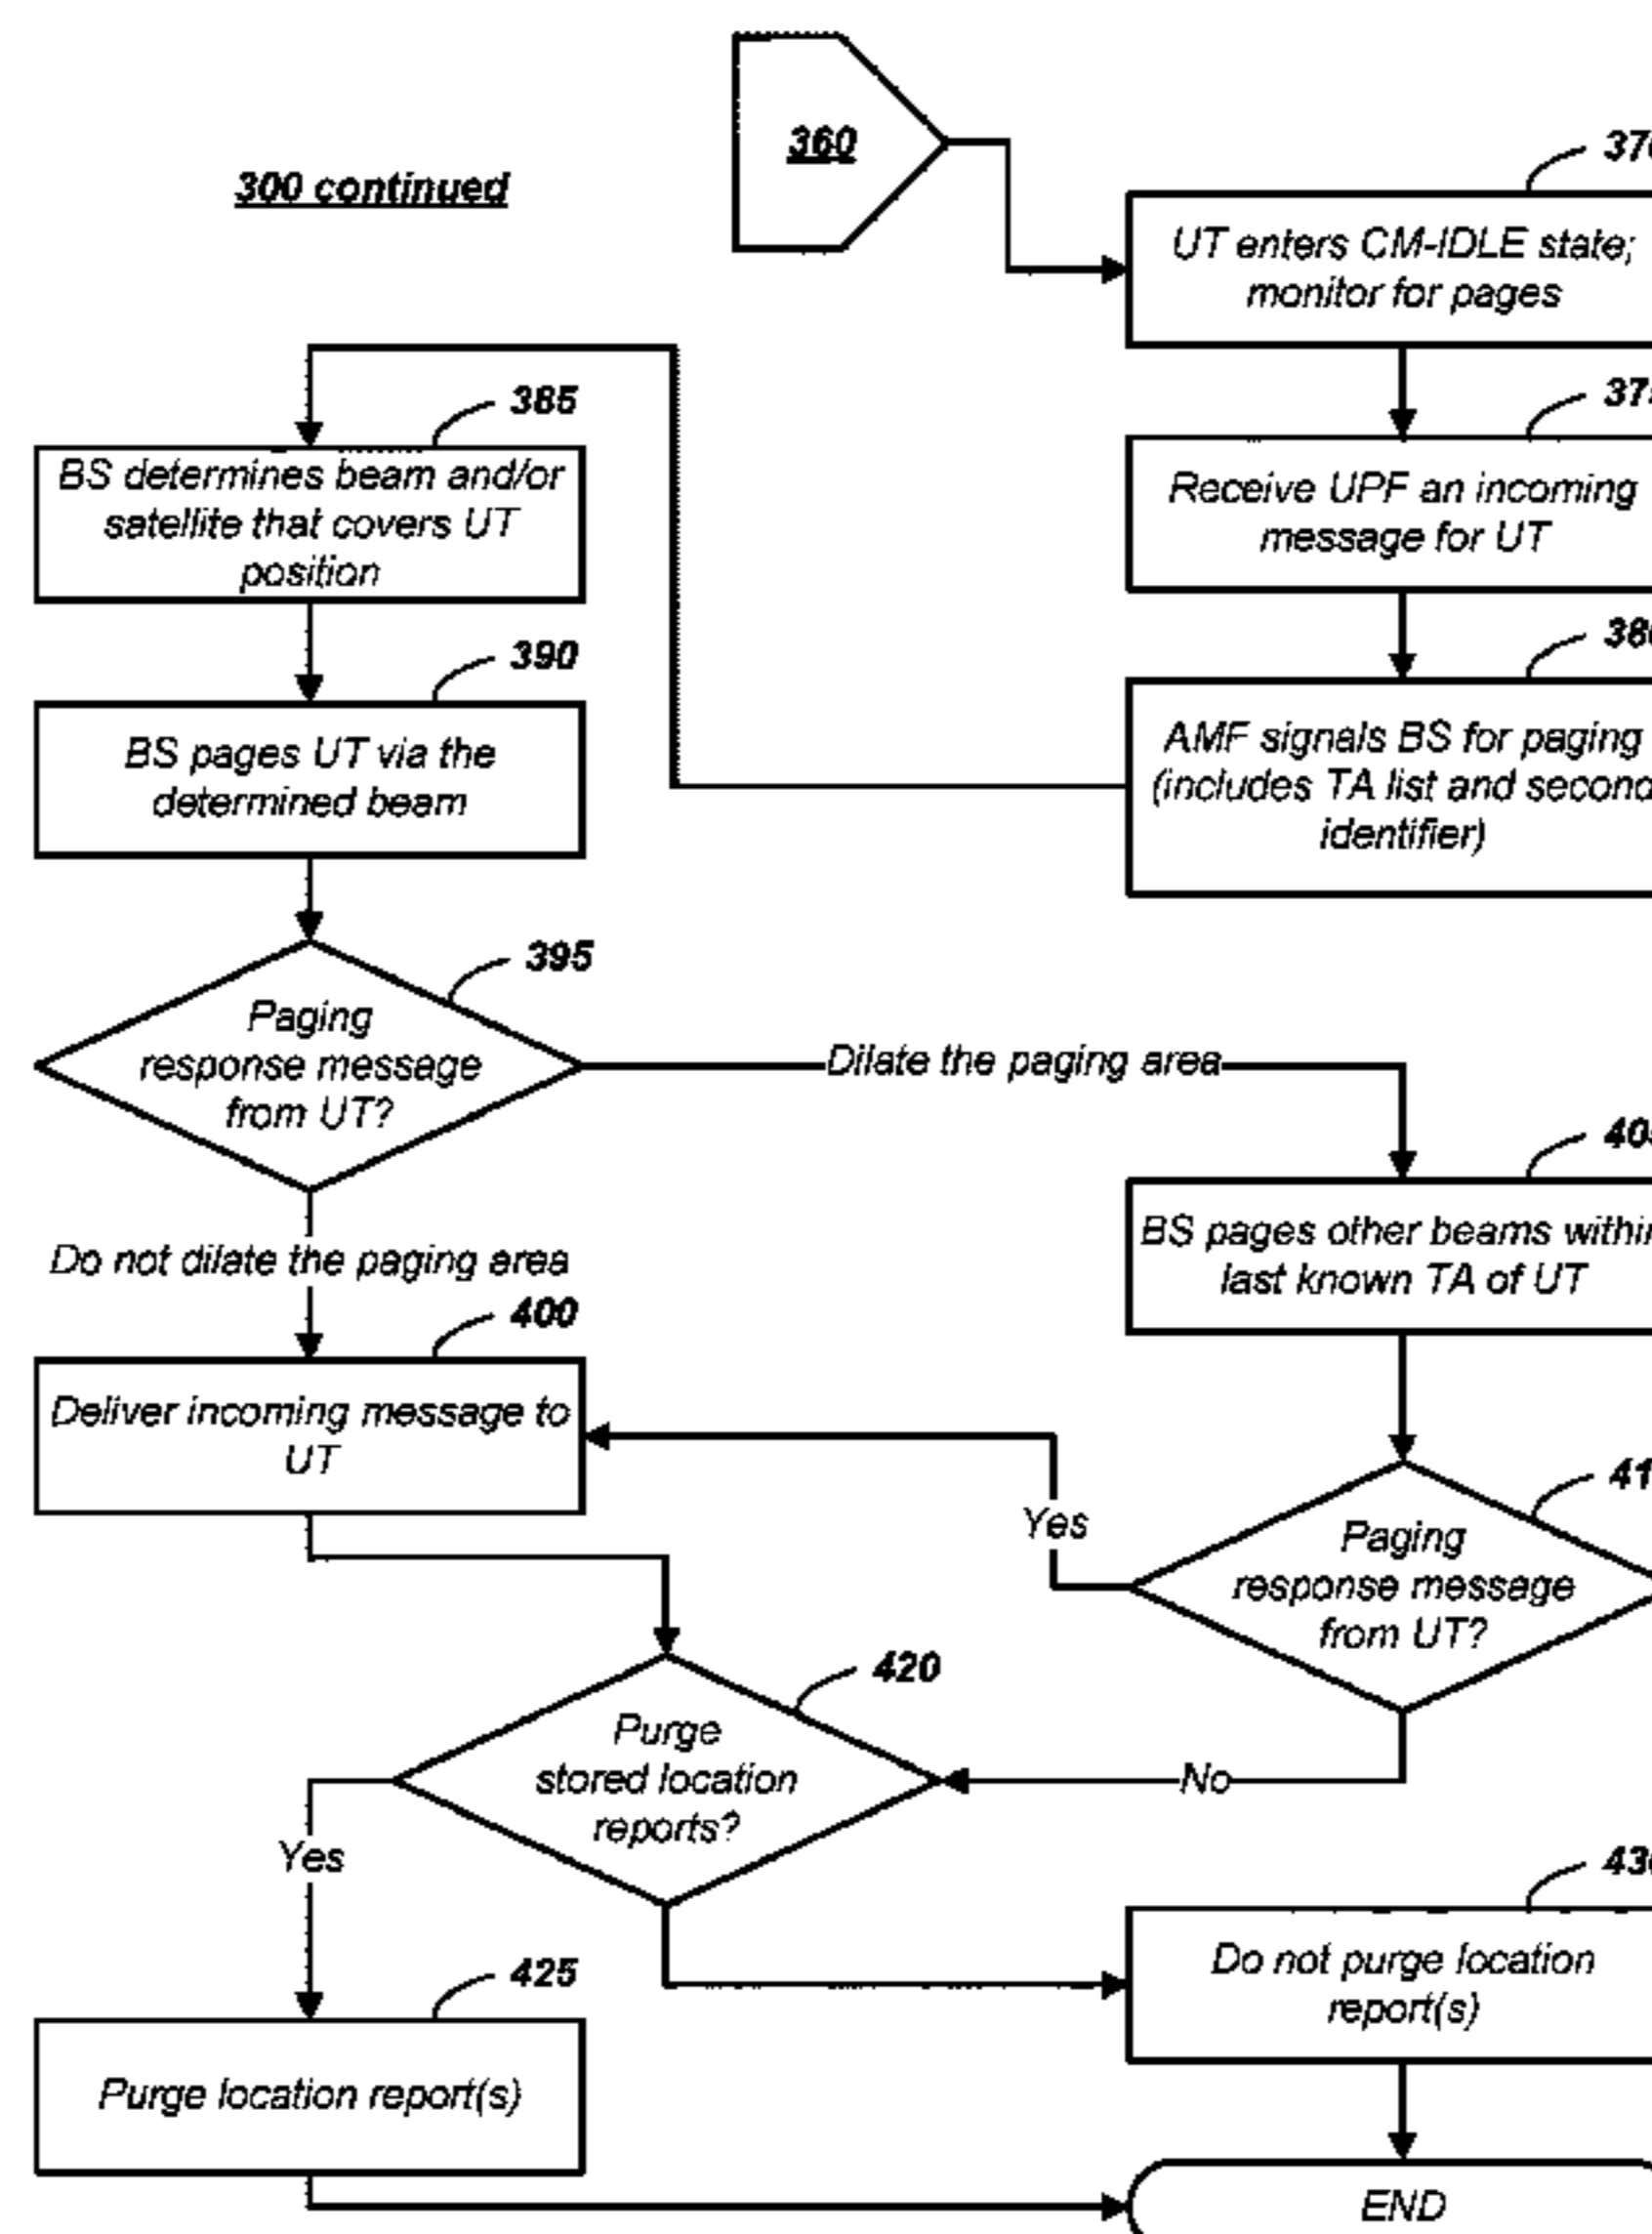 360
300 continued
UT enters CM-IDLE state;
monitor for pages
385
BS determines beam and/or
satellite that covers UT
position
Receive UPF an incoming
message for UT
390
BS pages UT via the
determined beam
AMF signals BS for paging
(includes TA list and second
identifier)
395
Paging
response message
from UT?
Dilate the paging area
Do not dilate the paging area
BS pages other beams within
last known TA of UT
400
Deliver incoming message to
UT
Yes
Paging
response message
from UT?
420
Purge
stored location
reports?
No
Yes
Do not purge location
report(s)
425
Purge location report(s)
END